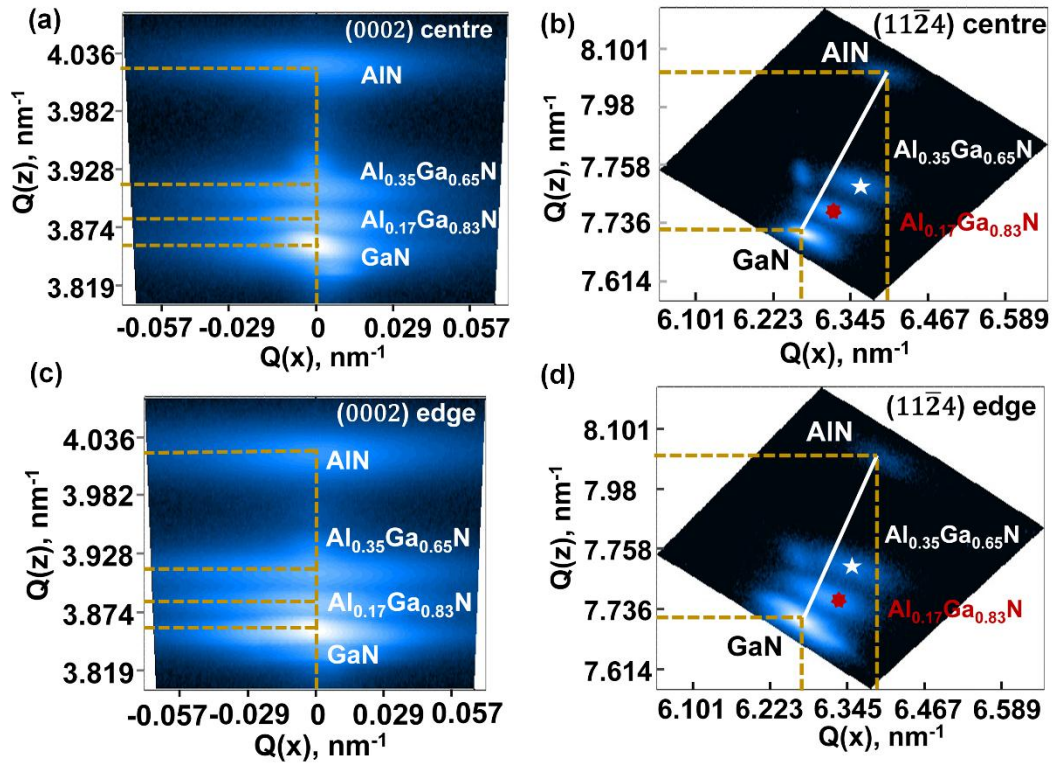 (a)
(0002) centre
4.036
3.982
3.928
3.874
3.819
Q(z), nm⁻¹
AlN
Al₀.₃₅Ga₀.₆₅N
Al₀.₁₇Ga₀.₈₃N
GaN
-0.057 -0.029 0 0.029 0.057
Q(x), nm⁻¹
(b)
(112̅4) centre
8.101
7.98
7.758
7.736
7.614
Q(z), nm⁻¹
AlN
Al₀.₃₅Ga₀.₆₅N
Al₀.₁₇Ga₀.₈₃N
GaN
6.101 6.223 6.345 6.467 6.589
Q(x), nm⁻¹
(c)
(0002) edge
4.036
3.982
3.928
3.874
3.819
Q(z), nm⁻¹
AlN
Al₀.₃₅Ga₀.₆₅N
Al₀.₁₇Ga₀.₈₃N
GaN
-0.057 -0.029 0 0.029 0.057
Q(x), nm⁻¹
(d)
(112̅4) edge
8.101
7.98
7.758
7.736
7.614
Q(z), nm⁻¹
AlN
Al₀.₃₅Ga₀.₆₅N
Al₀.₁₇Ga₀.₈₃N
GaN
6.101 6.223 6.345 6.467 6.589
Q(x), nm⁻¹